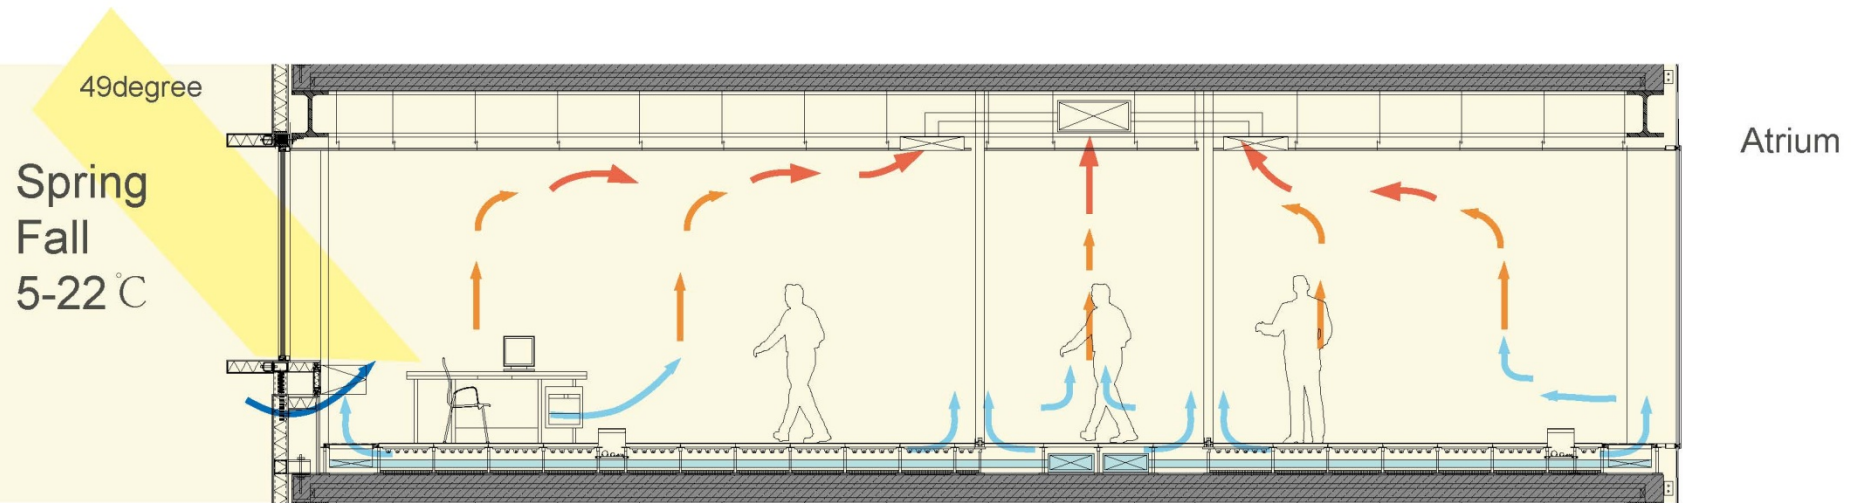 49degree
Spring
Fall
5-22℃
Atrium